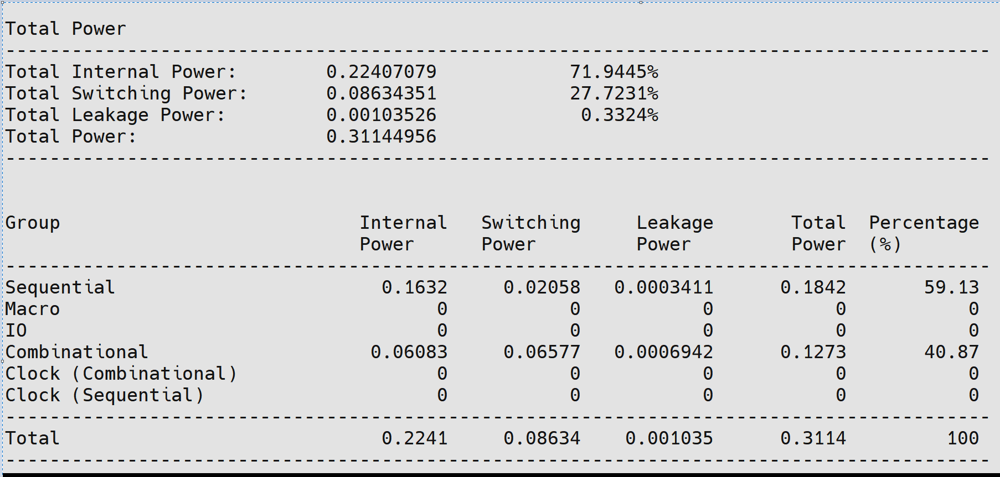 Total Power
-----------------------------------------------------------------------------------------
Total Internal Power:        0.22407079            71.9445%
Total Switching Power:       0.08634351            27.7231%
Total Leakage Power:         0.00103526             0.3324%
Total Power:                 0.31144956
-----------------------------------------------------------------------------------------
Group                           Internal   Switching     Leakage       Total  Percentage
                                Power      Power         Power         Power  (%)
-----------------------------------------------------------------------------------------
Sequential                        0.1632     0.02058   0.0003411      0.1842       59.13
Macro                                  0           0           0           0           0
IO                                     0           0           0           0           0
Combinational                    0.06083     0.06577   0.0006942      0.1273       40.87
Clock (Combinational)                  0           0           0           0           0
Clock (Sequential)                     0           0           0           0           0
-----------------------------------------------------------------------------------------
Total                             0.2241     0.08634    0.001035      0.3114         100
-----------------------------------------------------------------------------------------